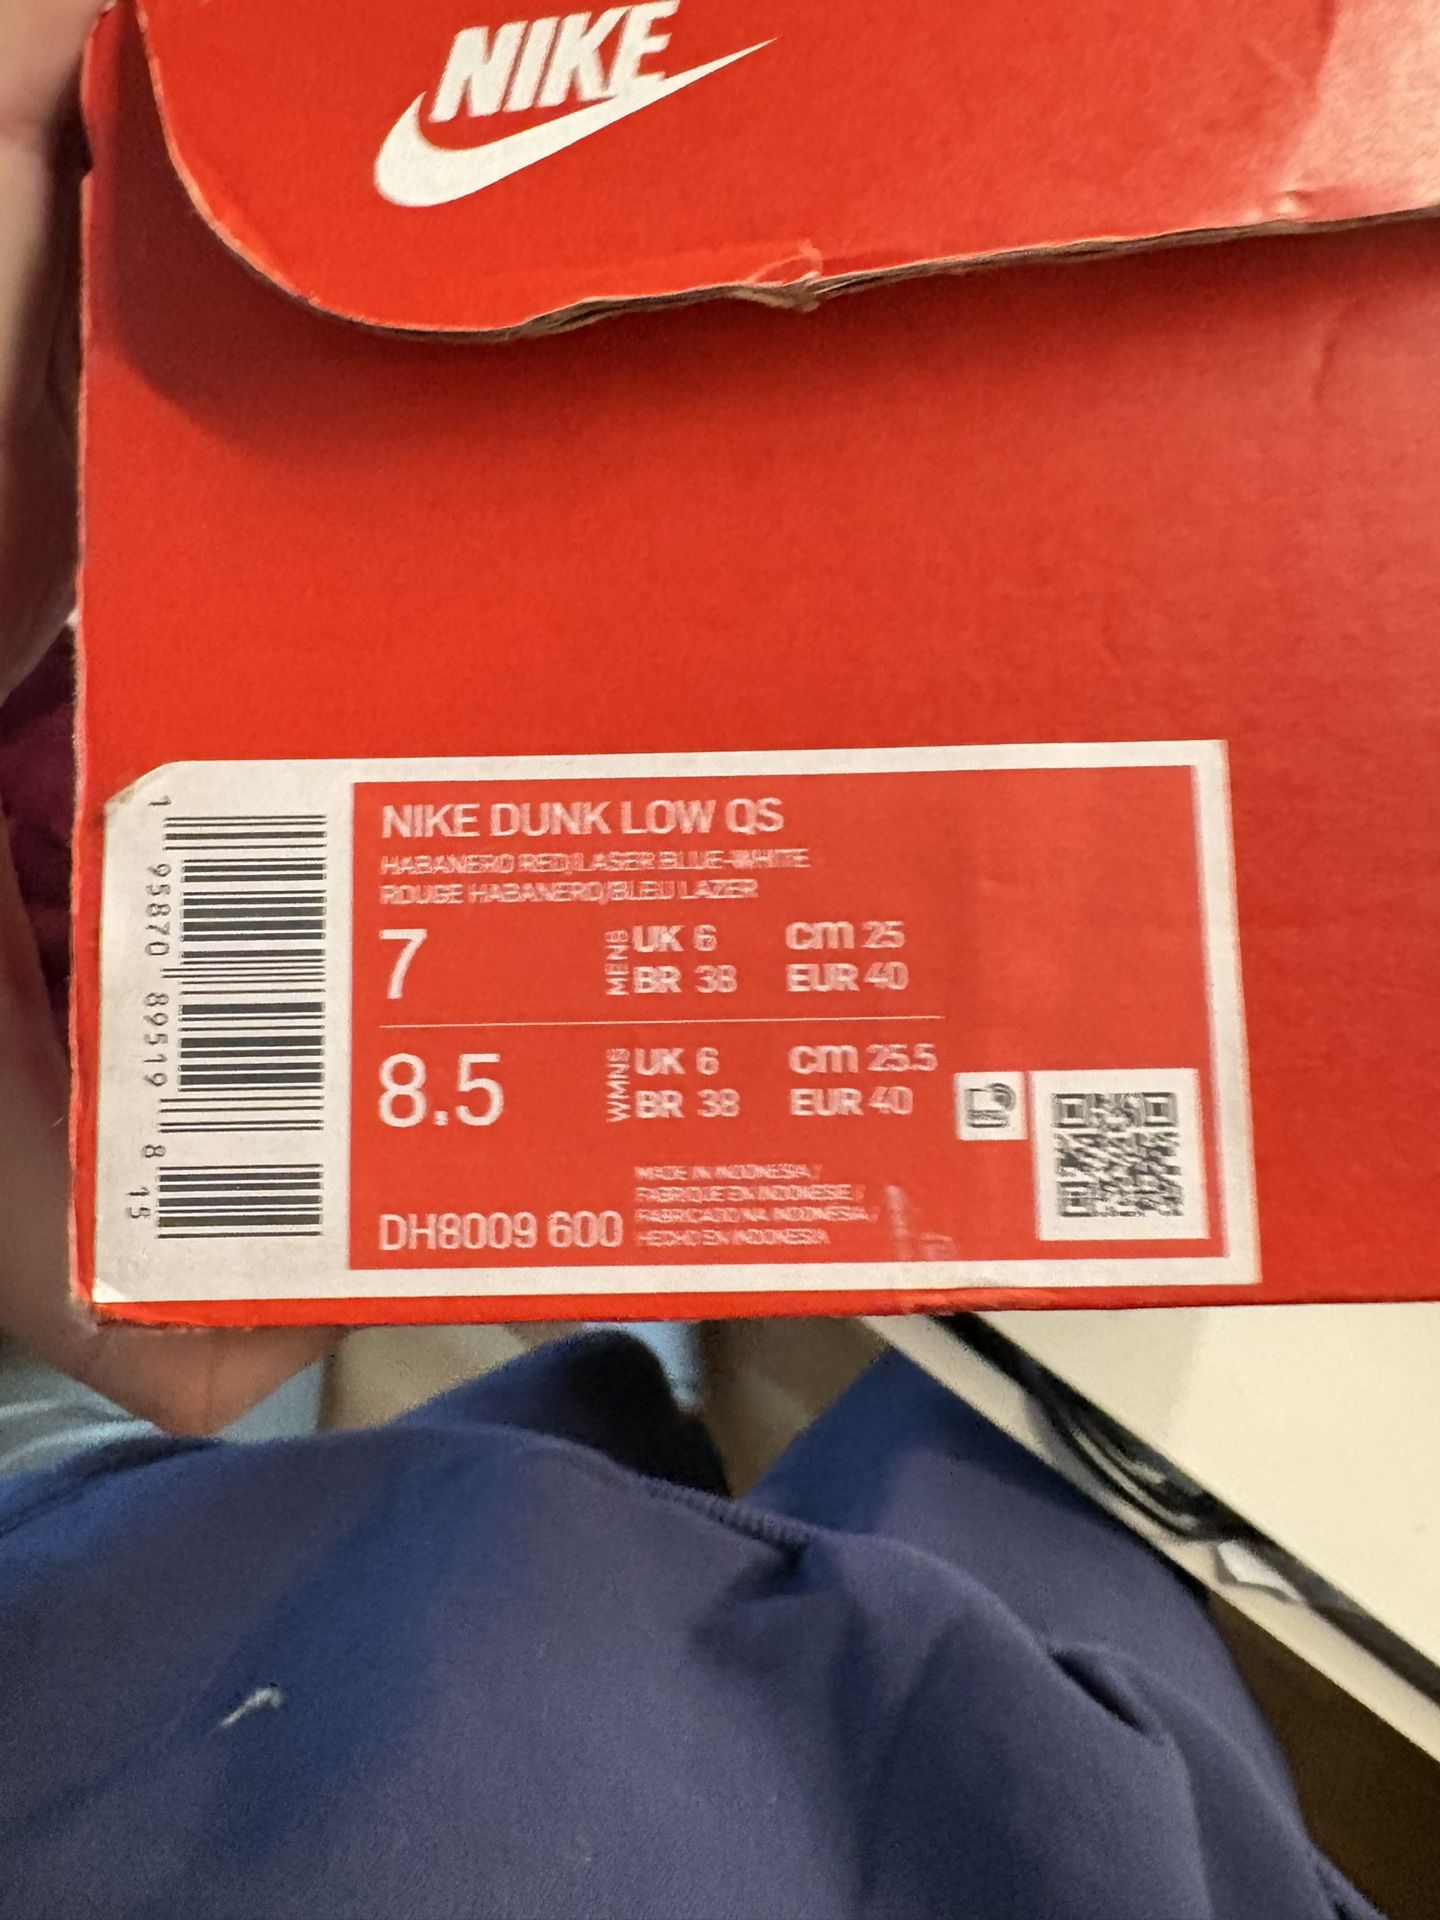 NIKE
NIKE DUNK LOW QS
HABANERO RED/LASER BLUE-WHITE
ROUGE HABANERO/BLEU LAZER
7
MENS
UK 6
cm 25
BR 38
EUR 40
8.5
WMNS
UK 6
cm 25.5
BR 38
EUR 40
MADE IN INDONESIA /
FABRIQUE EN INDONESIE /
FABRICADO NA INDONESIA /
HECHO EN INDONESIA
DH8009 600
1 95870 89519 8 15